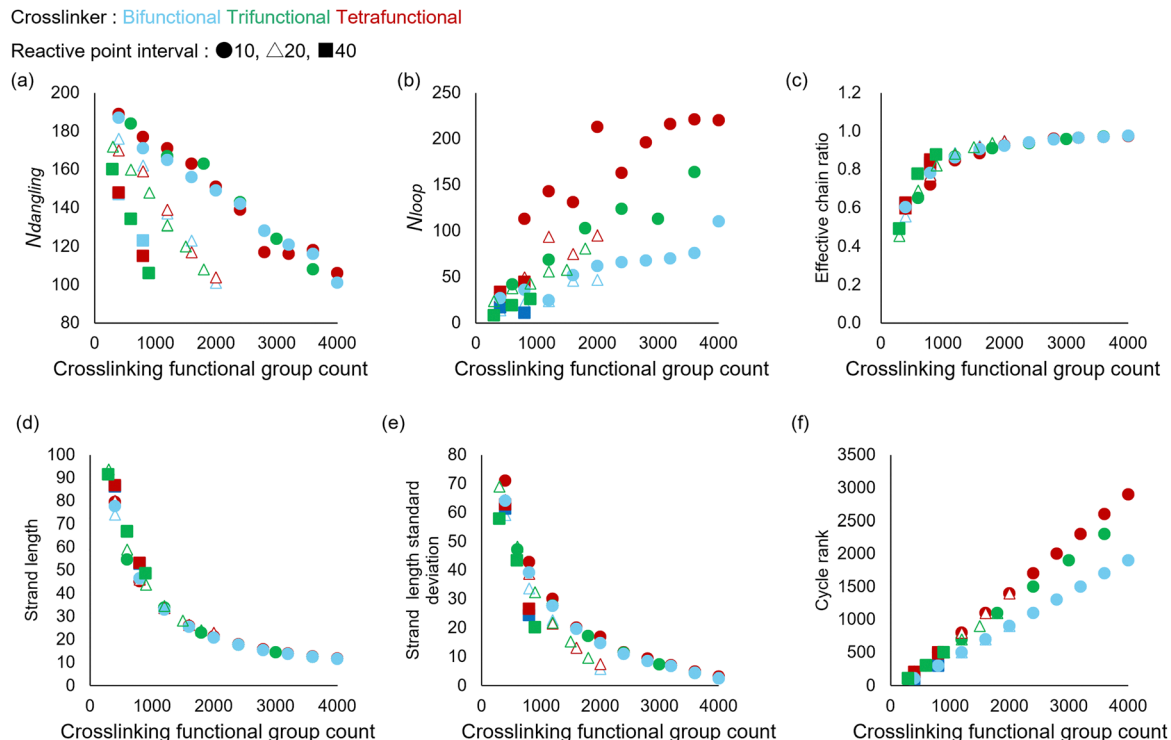 Crosslinker : Bifunctional Trifunctional Tetrafunctional
Reactive point interval : ●10, △20, ■40
(a)
200
180
160
140
120
100
80
Ndangling
0 1000 2000 3000 4000
Crosslinking functional group count
(b)
250
200
150
100
50
0
Nloop
0 1000 2000 3000 4000
Crosslinking functional group count
(c)
1.2
1.0
0.8
0.6
0.4
0.2
0.0
Effective chain ratio
0 1000 2000 3000 4000
Crosslinking functional group count
(d)
100
90
80
70
60
50
40
30
20
10
0
Strand length
0 1000 2000 3000 4000
Crosslinking functional group count
(e)
80
70
60
50
40
30
20
10
0
Strand length standard
deviation
0 1000 2000 3000 4000
Crosslinking functional group count
(f)
3500
3000
2500
2000
1500
1000
500
0
Cycle rank
0 1000 2000 3000 4000
Crosslinking functional group count